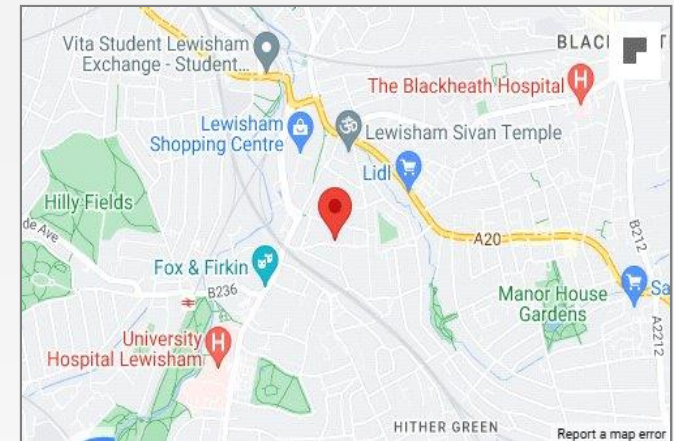 Vita Student Lewisham
Exchange - Student...
BLAC
The Blackheath Hospital
H
Lewisham
Shopping Centre
Lewisham Sivan Temple
Lidl
Hilly Fields
de Ave
A20
B212
Fox & Firkin
B236
Manor House
Gardens
Sa
A2212
University
Hospital Lewisham
H
HITHER GREEN
Report a map error